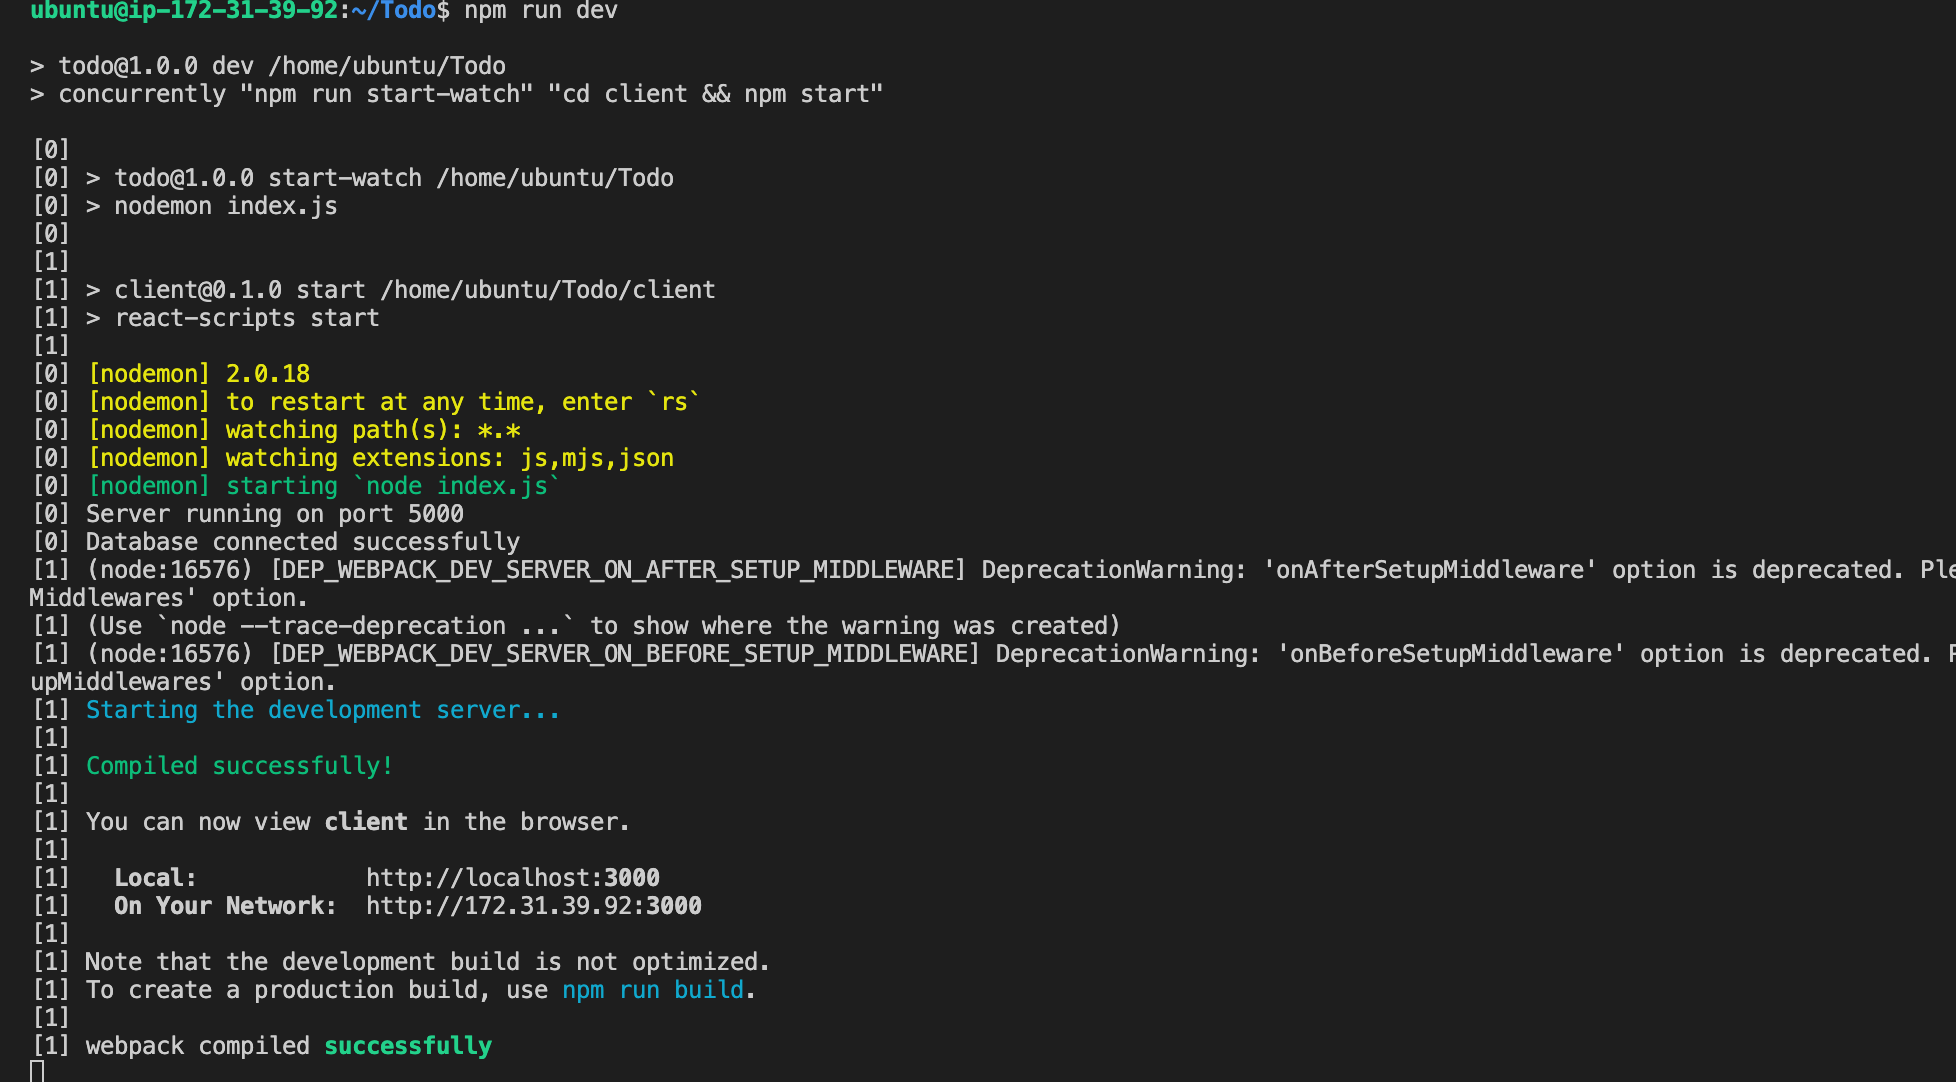 ubuntu@ip-172-31-39-92:~/Todo$ npm run dev
> todo@1.0.0 dev /home/ubuntu/Todo
> concurrently "npm run start-watch" "cd client && npm start"
[0]
[0] > todo@1.0.0 start-watch /home/ubuntu/Todo
[0] > nodemon index.js
[0]
[1]
[1] > client@0.1.0 start /home/ubuntu/Todo/client
[1] > react-scripts start
[1]
[0] [nodemon] 2.0.18
[0] [nodemon] to restart at any time, enter `rs`
[0] [nodemon] watching path(s): *.*
[0] [nodemon] watching extensions: js,mjs,json
[0] [nodemon] starting `node index.js`
[0] Server running on port 5000
[0] Database connected successfully
[1] (node:16576) [DEP_WEBPACK_DEV_SERVER_ON_AFTER_SETUP_MIDDLEWARE] DeprecationWarning: 'onAfterSetupMiddleware' option is deprecated. Ple
Middlewares' option.
[1] (Use `node --trace-deprecation ...` to show where the warning was created)
[1] (node:16576) [DEP_WEBPACK_DEV_SERVER_ON_BEFORE_SETUP_MIDDLEWARE] DeprecationWarning: 'onBeforeSetupMiddleware' option is deprecated.
upMiddlewares' option.
[1] Starting the development server...
[1]
[1] Compiled successfully!
[1]
[1] You can now view client in the browser.
[1]
[1]   Local:            http://localhost:3000
[1]   On Your Network:  http://172.31.39.92:3000
[1]
[1] Note that the development build is not optimized.
[1] To create a production build, use npm run build.
[1]
[1] webpack compiled successfully